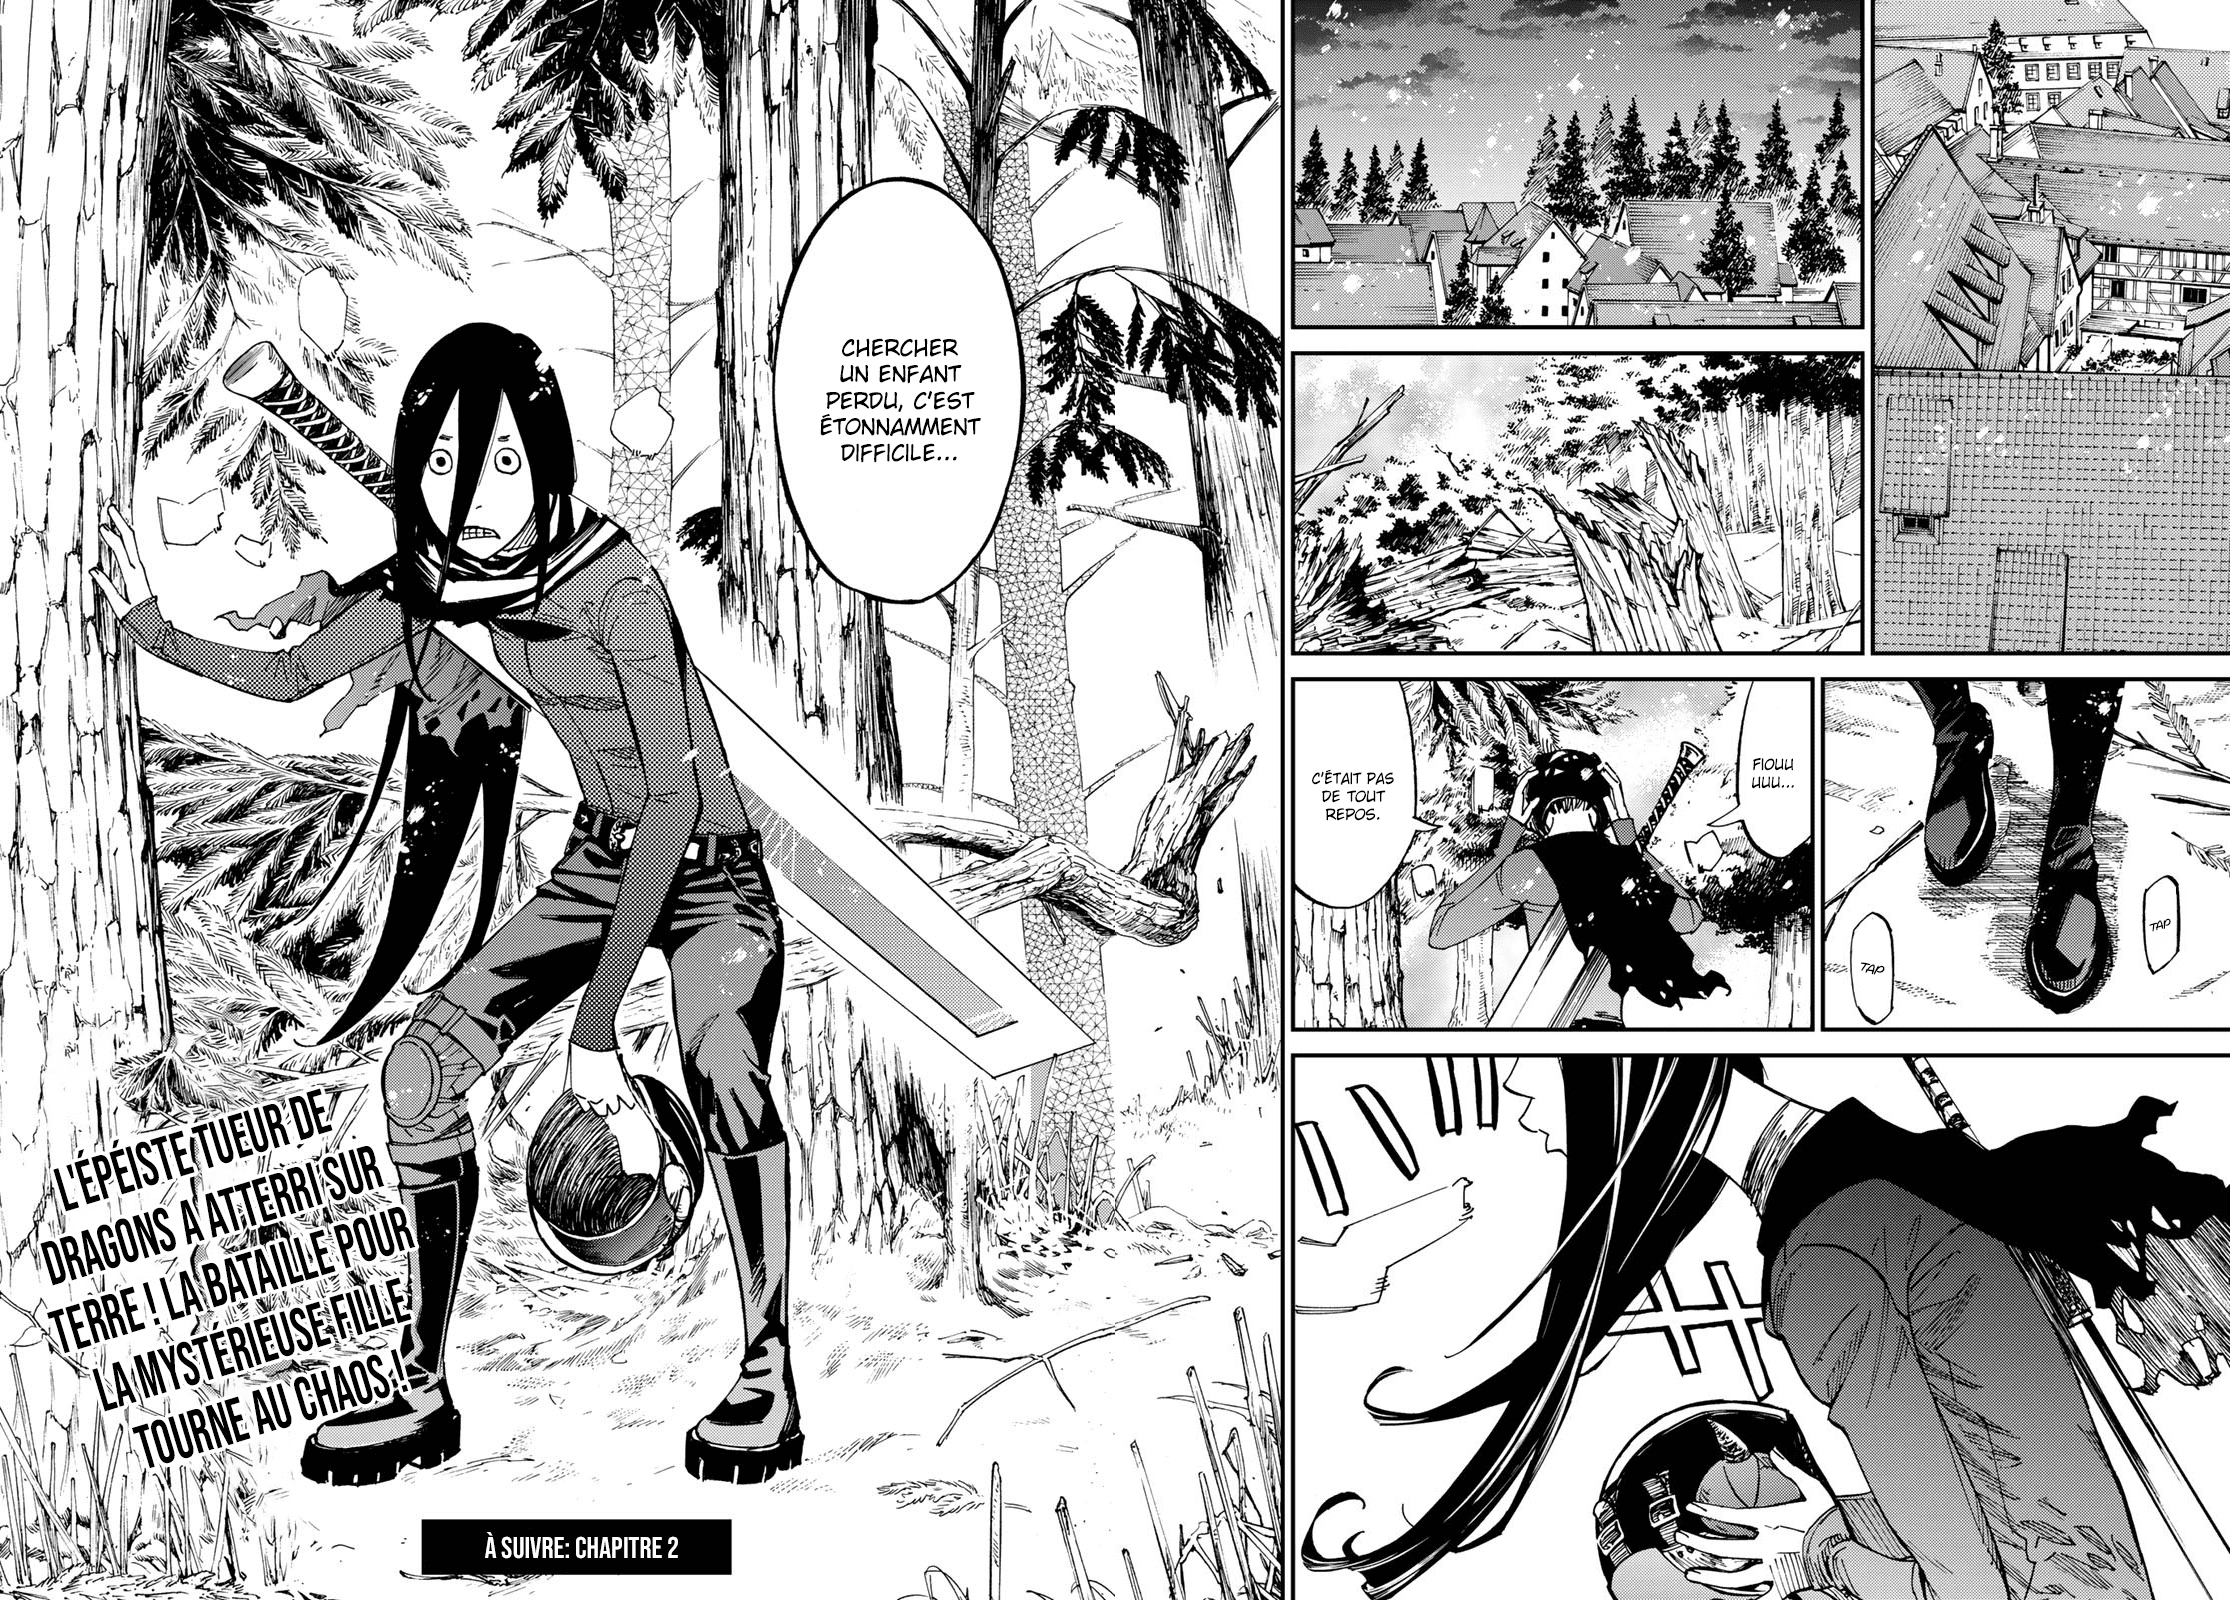 TAP
TAP
FIOUU
UUU...
C'ÉTAIT PAS
DE TOUT
REPOS.
CHERCHER
UN ENFANT
PERDU, C'EST
ÉTONNAMMENT
DIFFICILE...
L'ÉPÉISTE TUEUR DE
DRAGONS A ATTERRI SUR
TERRE ! LA BATAILLE POUR
LA MYSTÉRIEUSE FILLE
TOURNE AU CHAOS !
À SUIVRE: CHAPITRE 2